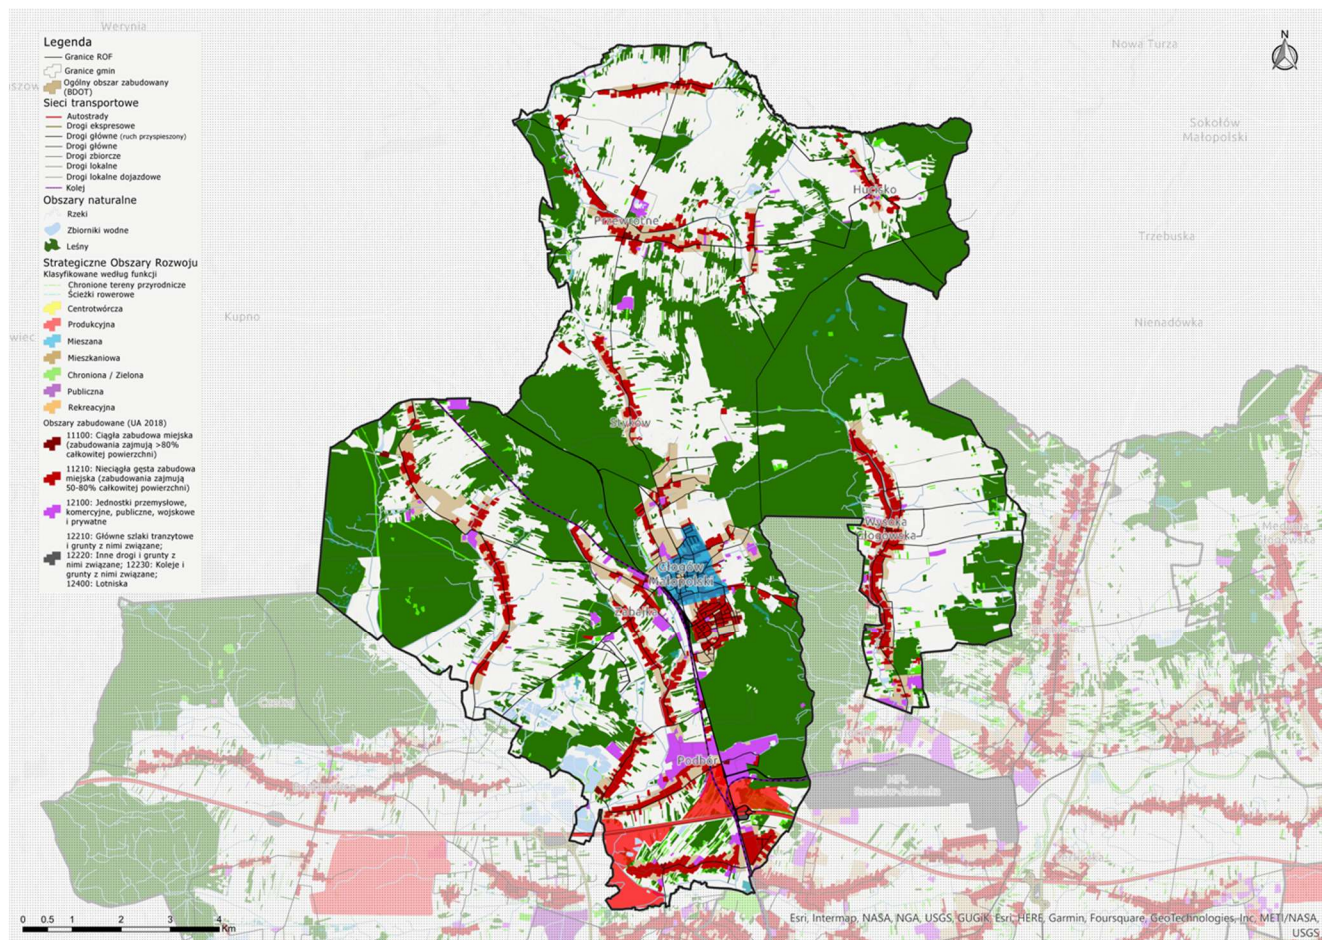 Werynia
Nowa Turza
N
Legenda
Granice ROF
Granice gmin
Ogólny obszar zabudowany
(BDOT)
Sieci transportowe
Autostrady
Drogi ekspresowe
Drogi główne (ruch przyspieszony)
Drogi główne
Drogi zbiorcze
Drogi lokalne
Drogi lokalne dojazdowe
Kolej
Obszary naturalne
Rzeki
Zbiorniki wodne
Leśny
Strategiczne Obszary Rozwoju
Klasyfikowane według funkcji
Chronione tereny przyrodnicze
Ścieżki rowerowe
Centrotwórcza
Produkcyjna
Mieszana
Mieszkaniowa
Chroniona / Zielona
Publiczna
Rekreacyjna
Obszary zabudowane (UA 2018)
11100: Ciągła zabudowa miejska
(zabudowania zajmują >80%
całkowitej powierzchni)
11210: Nieciągła gęsta zabudowa
miejska (zabudowania zajmują
50-80% całkowitej powierzchni)
12100: Jednostki przemysłowe,
komercyjne, publiczne, wojskowe
i prywatne
12210: Główne szlaki tranzytowe
i grunty z nimi związane;
12220: Inne drogi i grunty z
nimi związane; 12230: Koleje i
grunty z nimi związane;
12400: Lotniska
Sokołów
Małopolski
Hucisko
Przewrotne
Trzebuska
Kupno
Nienadówka
wiec
Styków
Wysoka
Głogowska
Głogów
Małopolski
Zabajka
Podbór
0 0.5 1 2 3 4
Km
Esri, Intermap, NASA, NGA, USGS, GUGiK, Esri, HERE, Garmin, Foursquare, GeoTechnologies, Inc, METI/NASA,
USGS